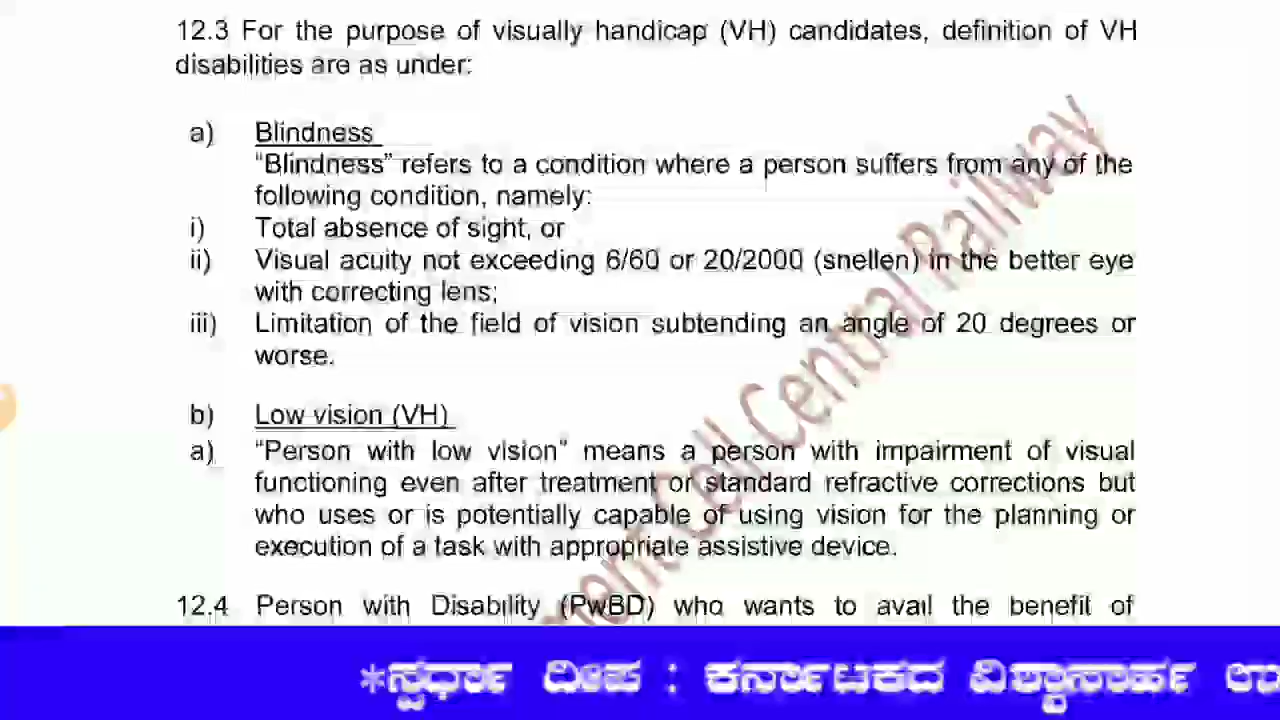 12.3 For the purpose of visually handicap (VH) candidates, definition of VH
disabilities are as under:
a) Blindness
“Blindness” refers to a condition where a person suffers from any of the
following condition, namely:
i) Total absence of sight, or
ii) Visual acuity not exceeding 6/60 or 20/2000 (snellen) in the better eye
with correcting lens;
iii) Limitation of the field of vision subtending an angle of 20 degrees or
worse.
b) Low vision (VH)
a) “Person with low vision” means a person with impairment of visual
functioning even after treatment or standard refractive corrections but
who uses or is potentially capable of using vision for the planning or
execution of a task with appropriate assistive device.
12.4 Person with Disability (PwBD) who wants to avail the benefit of
Cell Central Railway
*ಸ್ಪರ್ಧಾ ದೀಪ : ಕರ್ನಾಟಕದ ವಿಶ್ವಾಸಾರ್ಹ